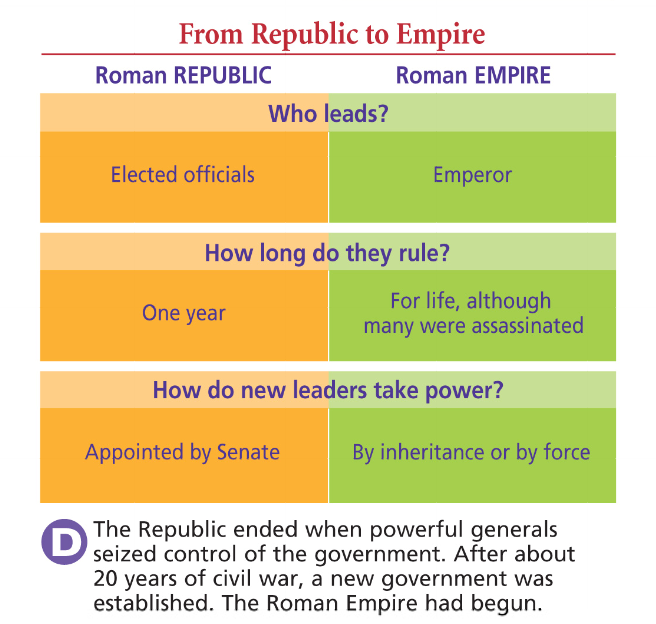 From Republic to Empire
Roman REPUBLIC Roman EMPIRE
Who leads?
Elected officials Emperor
How long do they rule?
One year For life, although
many were assassinated
How do new leaders take power?
Appointed by Senate By inheritance or by force
D The Republic ended when powerful generals
seized control of the government. After about
20 years of civil war, a new government was
established. The Roman Empire had begun.